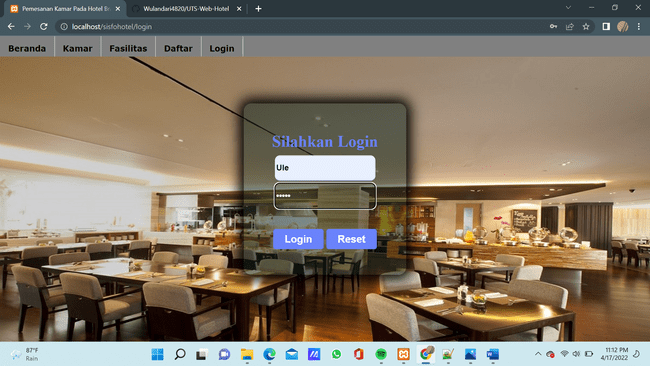 Pemesanan Kamar Pada Hotel B
Wulandari4820/UTS-Web-Hotel
localhost/sisfohotel/login
Beranda
Kamar
Fasilitas
Daftar
Login
Silahkan Login
Ule
•••••
Login
Reset
87°F
Rain
11:12 PM
4/17/2022